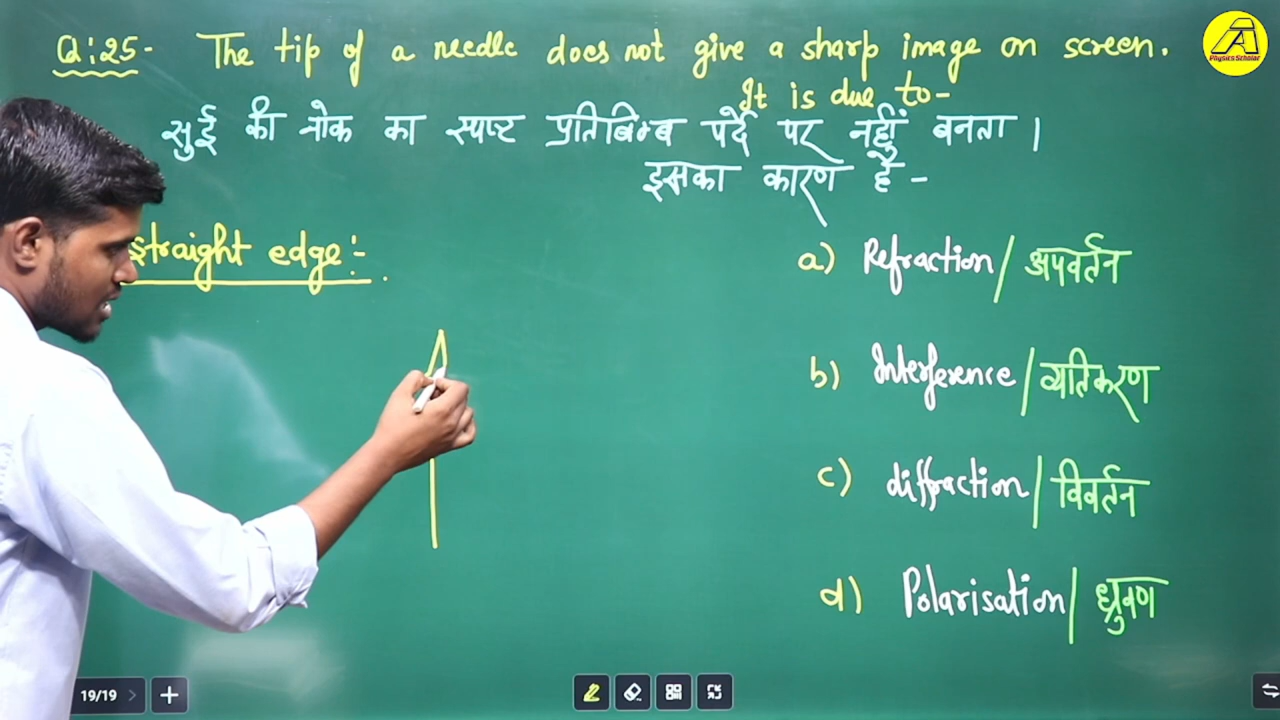 Q:25- The tip of a needle does not give a sharp image on screen.
It is due to-
सुई की नोक का स्पष्ट प्रतिबिम्ब पर्दे पर नहीं बनता।
इसका कारण है -
straight edge:-
a) Refraction / अपवर्तन
b) Interference / व्यतिकरण
c) diffraction / विवर्तन
d) Polarisation / ध्रुवण
Physics Scholar
19/19